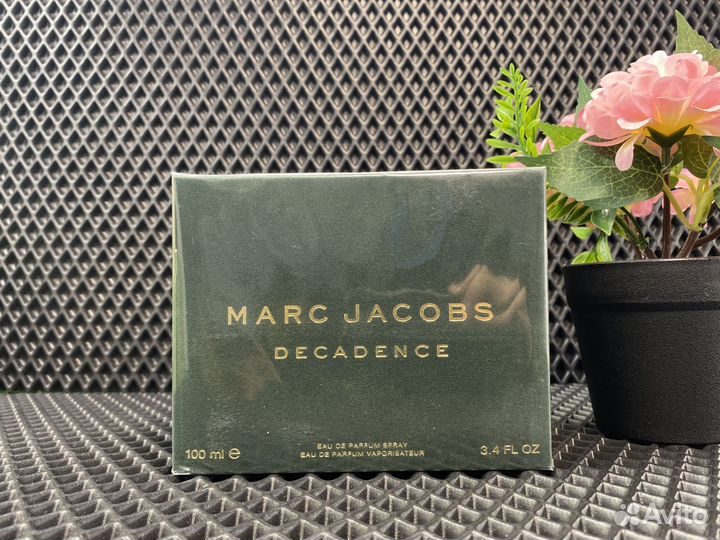 MARC JACOBS
DECADENCE
EAU DE PARFUM SPRAY
EAU DE PARFUM VAPORISATEUR
100 ml ℮
3.4 FL OZ
Avito